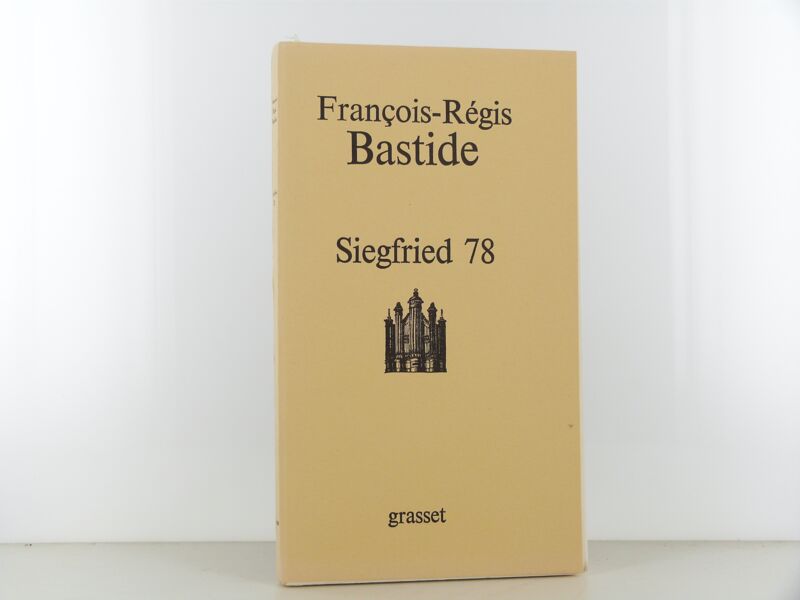 François-Régis
Bastide
Siegfried 78
grasset